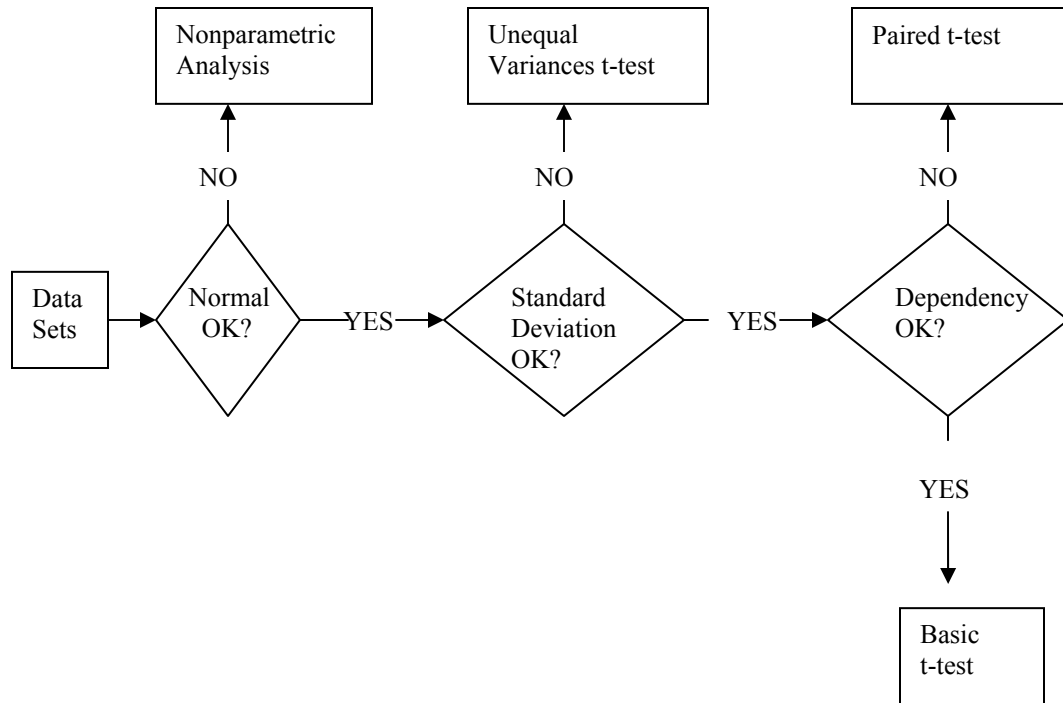 Nonparametric
Analysis
Unequal
Variances t-test
Paired t-test
NO
NO
NO
Data
Sets
Normal
OK?
YES
Standard
Deviation
OK?
YES
Dependency
OK?
YES
Basic
t-test